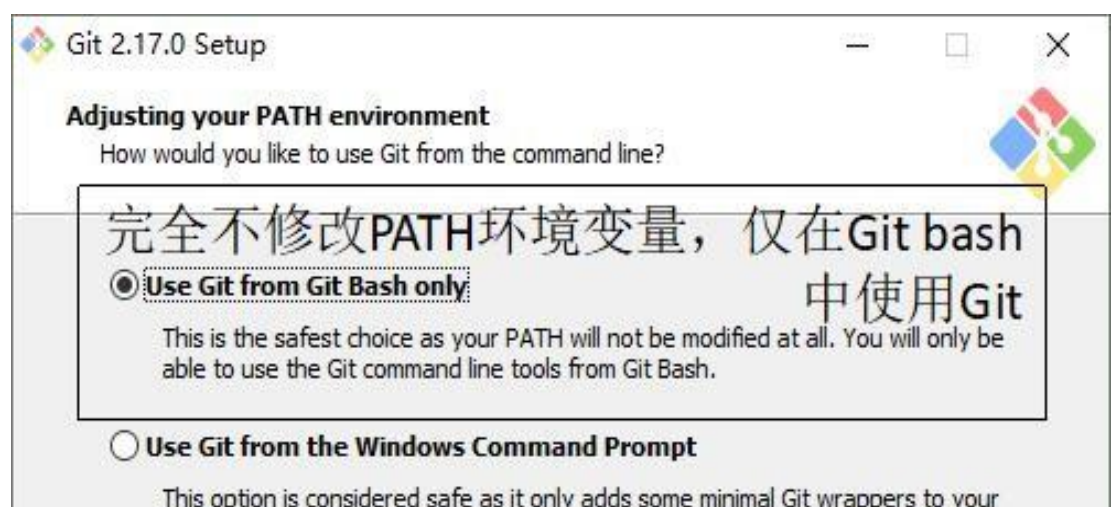 Git 2.17.0 Setup
Adjusting your PATH environment
How would you like to use Git from the command line?
完全不修改PATH环境变量，仅在Git bash
中使用Git
Use Git from Git Bash only
This is the safest choice as your PATH will not be modified at all. You will only be
able to use the Git command line tools from Git Bash.
Use Git from the Windows Command Prompt
This option is considered safe as it only adds some minimal Git wrappers to your